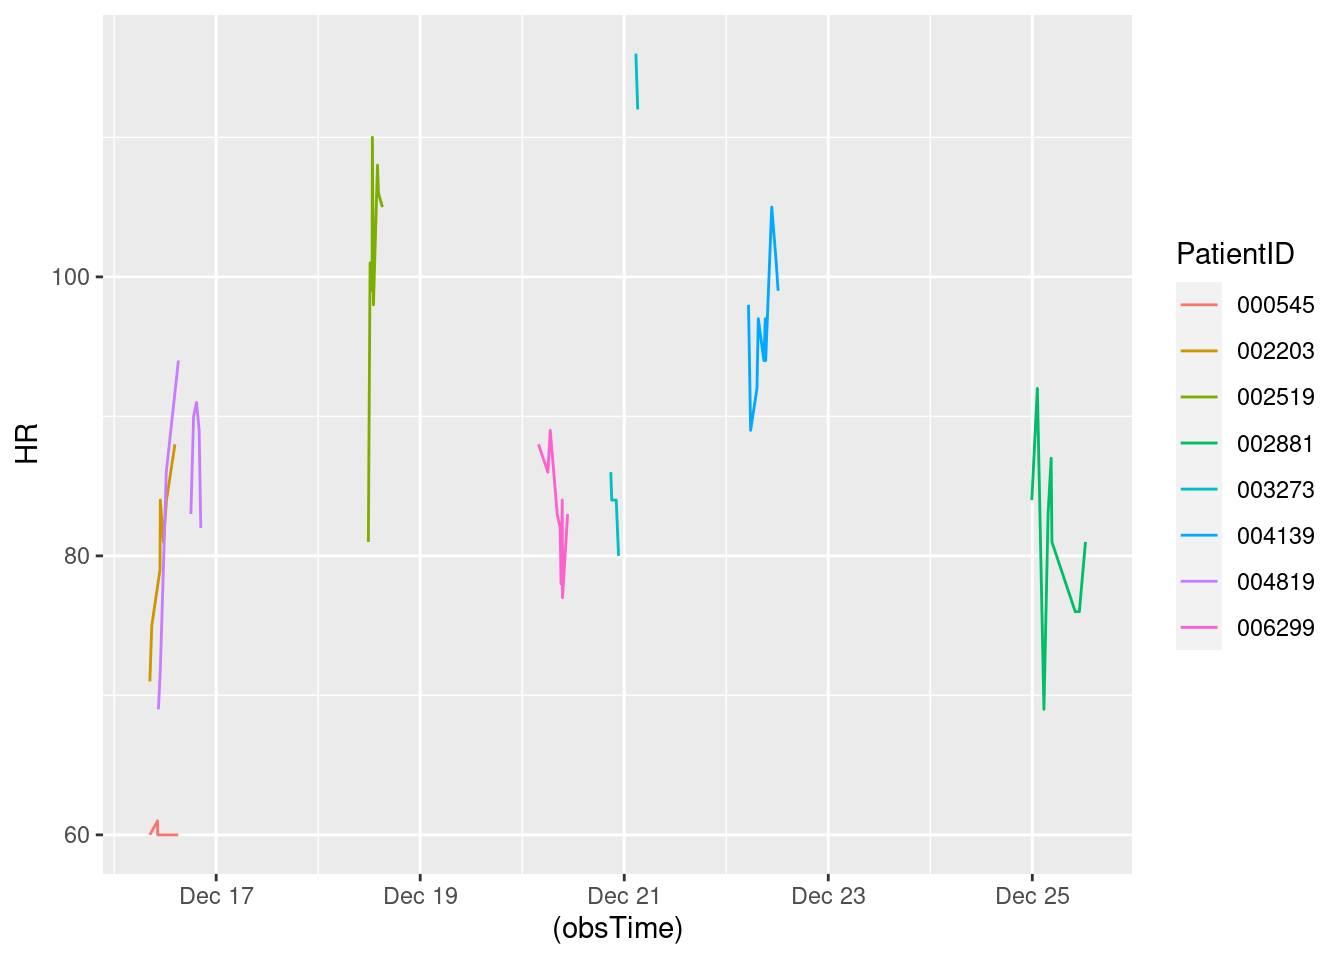 HR
100
80
60
Dec 17
Dec 19
Dec 21
Dec 23
Dec 25
(obsTime)
PatientID
000545
002203
002519
002881
003273
004139
004819
006299